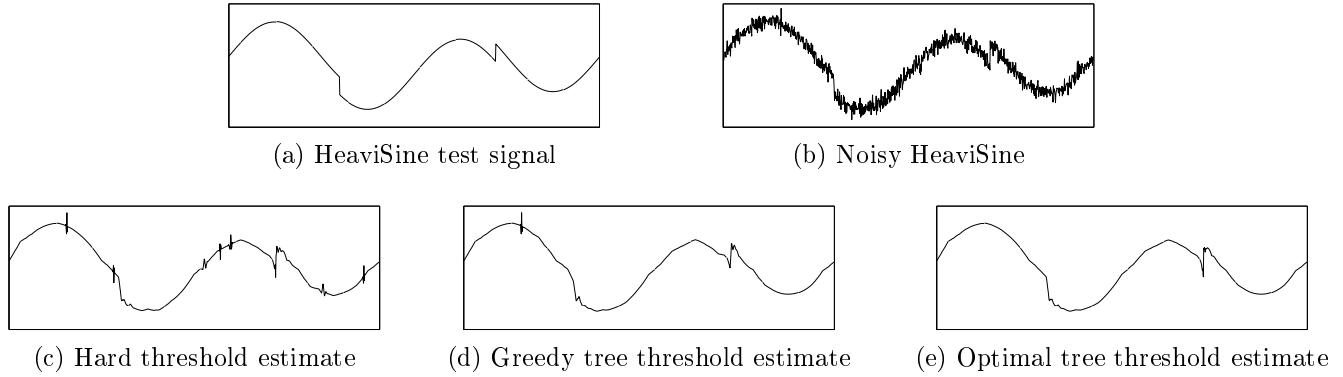 (a) HeaviSine test signal
(b) Noisy HeaviSine
(c) Hard threshold estimate
(d) Greedy tree threshold estimate
(e) Optimal tree threshold estimate